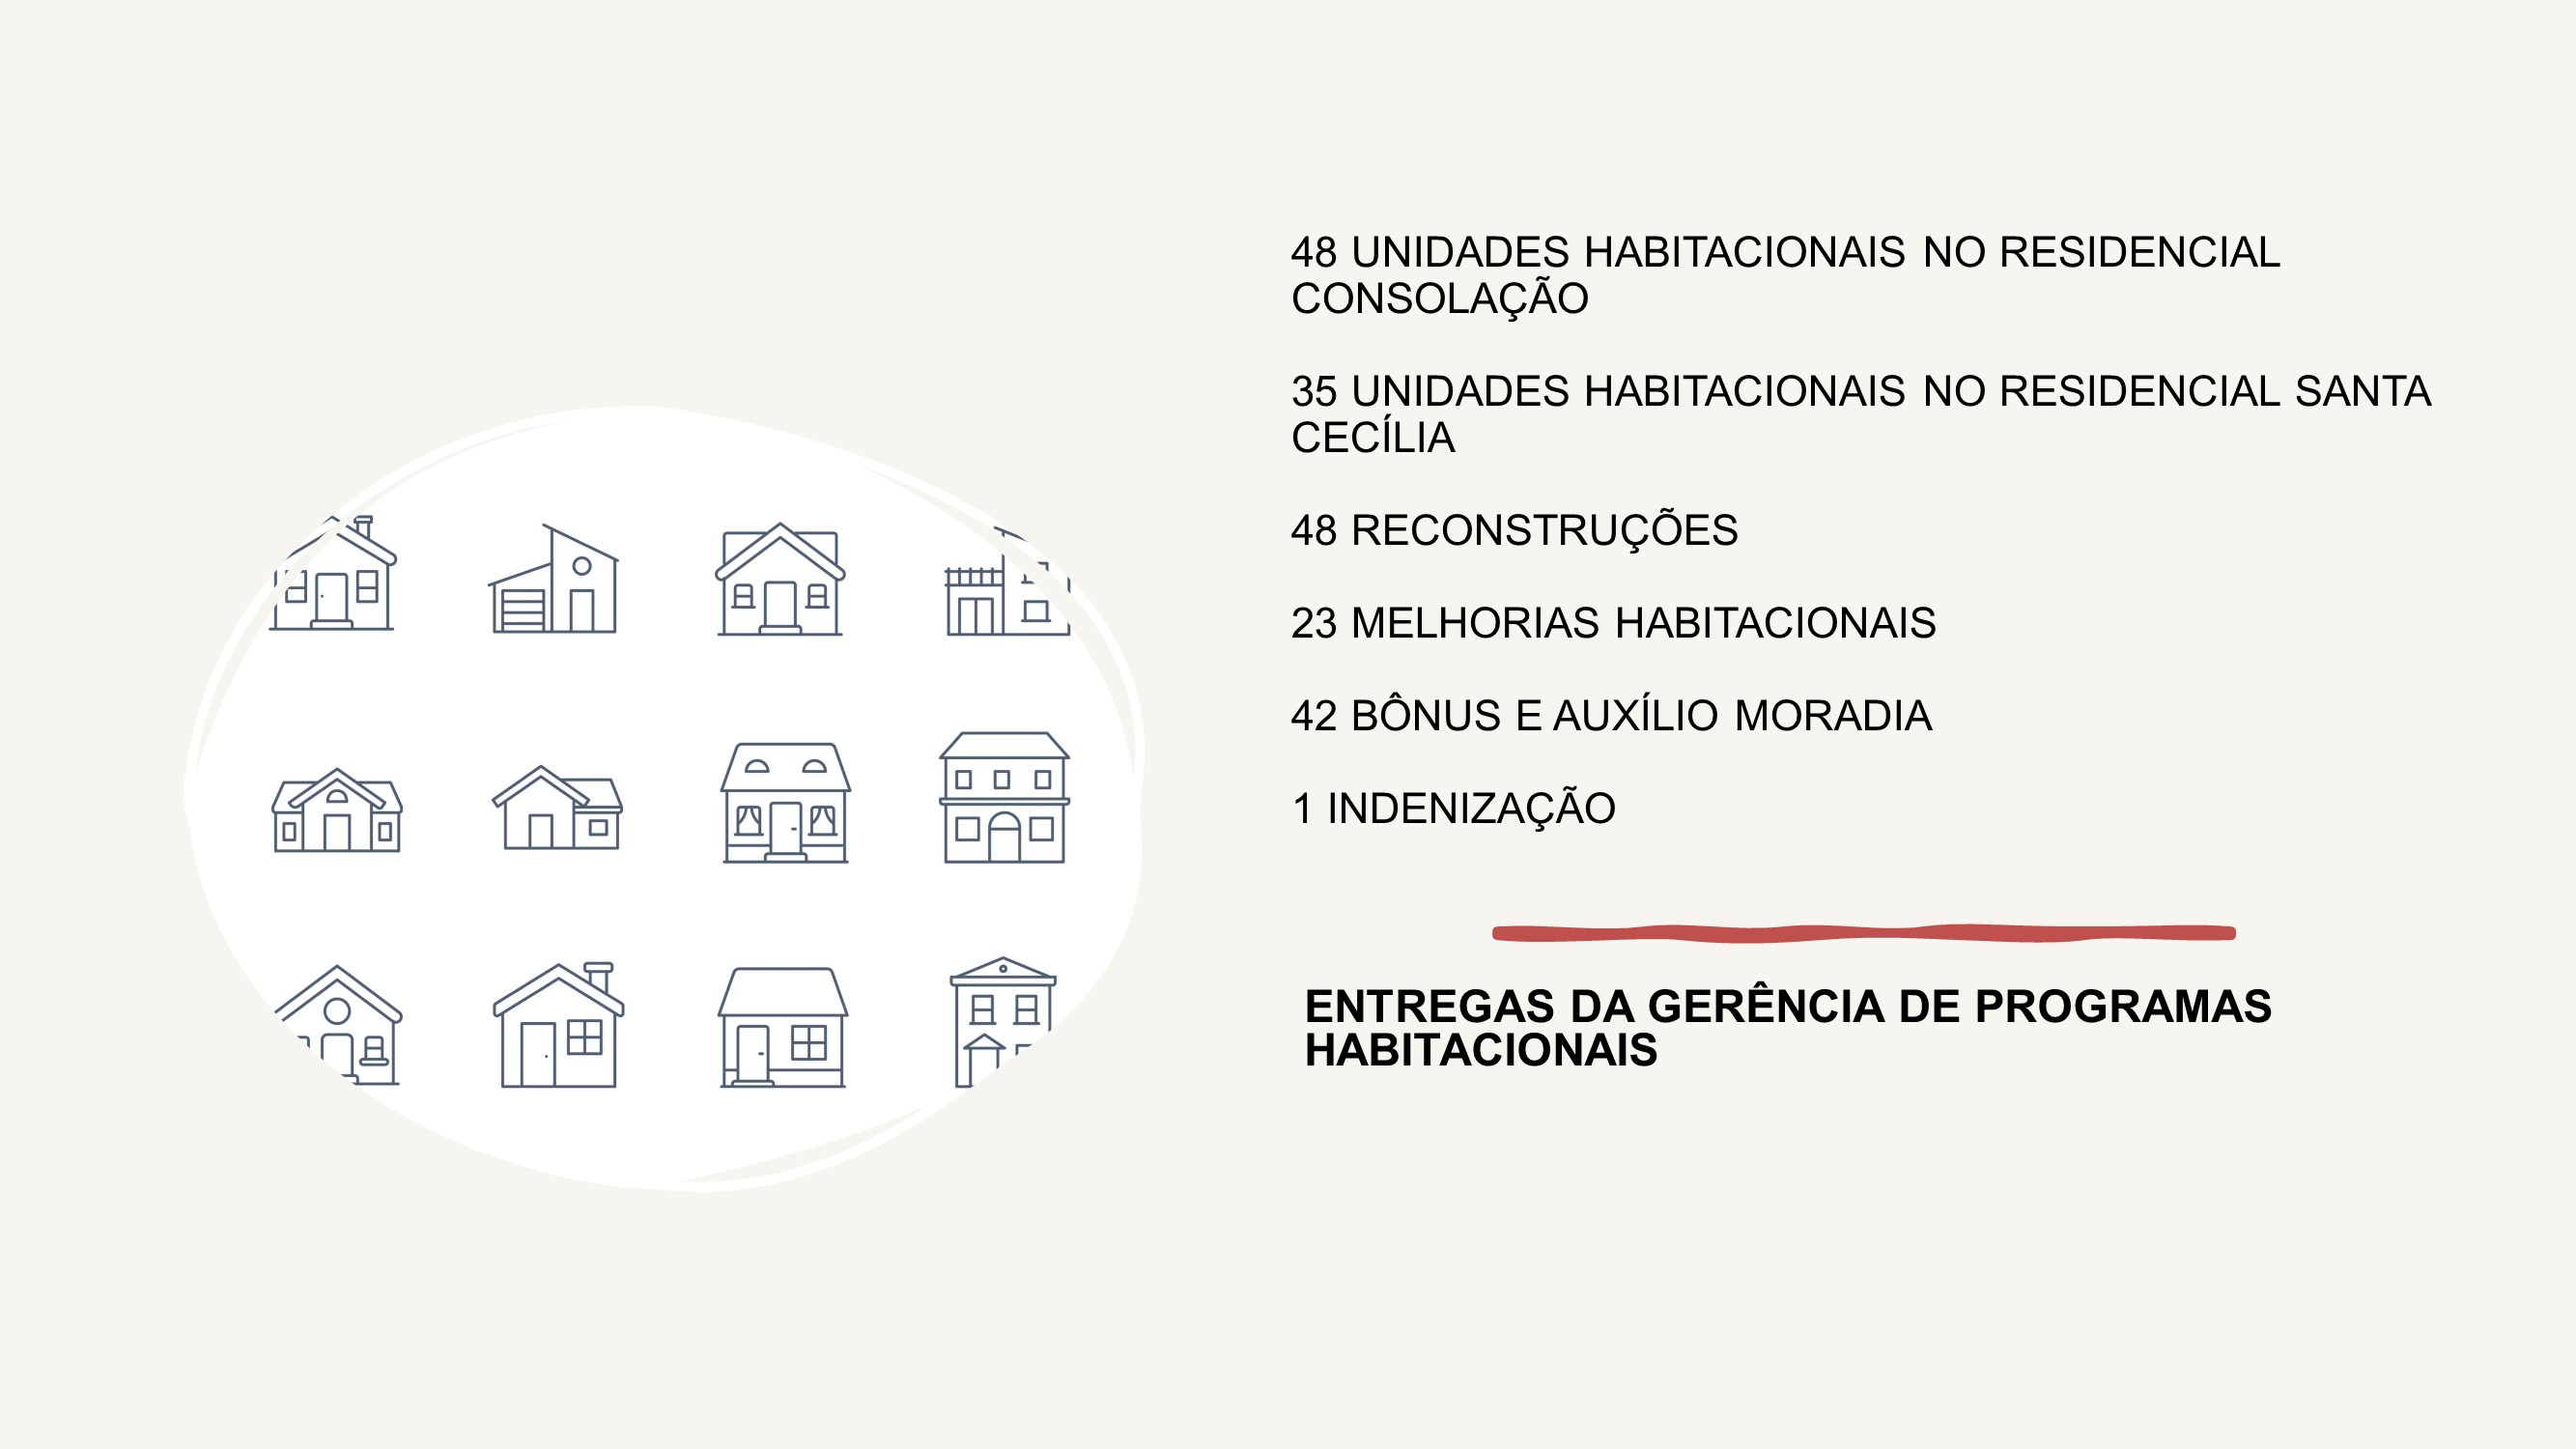 48 UNIDADES HABITACIONAIS NO RESIDENCIAL
CONSOLAÇÃO
35 UNIDADES HABITACIONAIS NO RESIDENCIAL SANTA
CECÍLIA
48 RECONSTRUÇÕES
23 MELHORIAS HABITACIONAIS
42 BÔNUS E AUXÍLIO MORADIA
1 INDENIZAÇÃO
ENTREGAS DA GERÊNCIA DE PROGRAMAS
HABITACIONAIS